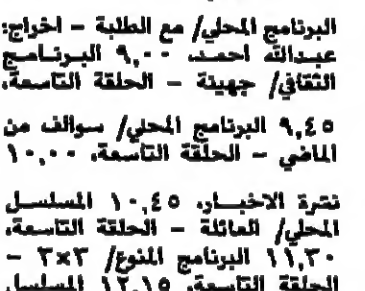 البرنامج المحلي/ مع الطلبة – اخراج:
عبدالله احمد، ٩,٠٠ البرنامج
الثقافي/ جهينة – الحلقة التاسعة،
٩,٤٥ البرنامج المحلي/ سوالف من
الماضي – الحلقة التاسعة، ١٠,٠٠
نشرة الاخبار، ١٠,٤٥ المسلسل
المحلي/ العائلة – الحلقة التاسعة،
١١,٣٠ البرنامج المنوع/ ٣×٣ –
الحلقة التاسعة، ١٢,١٥ المسلسل